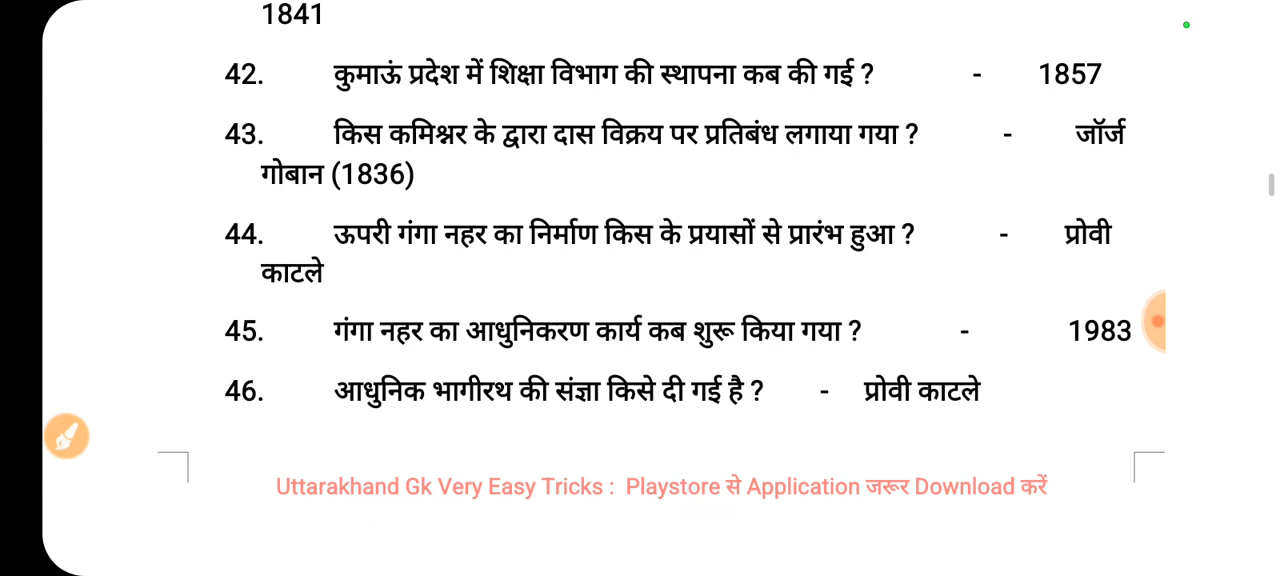 1841
42. कुमाऊं प्रदेश में शिक्षा विभाग की स्थापना कब की गई ? - 1857
43. किस कमिश्नर के द्वारा दास विक्रय पर प्रतिबंध लगाया गया ? - जॉर्ज
गोबान (1836)
44. ऊपरी गंगा नहर का निर्माण किस के प्रयासों से प्रारंभ हुआ ? - प्रोवी
काटले
45. गंगा नहर का आधुनिकरण कार्य कब शुरू किया गया ? - 1983
46. आधुनिक भागीरथ की संज्ञा किसे दी गई है ? - प्रोवी काटले
Uttarakhand Gk Very Easy Tricks : Playstore से Application जरूर Download करें